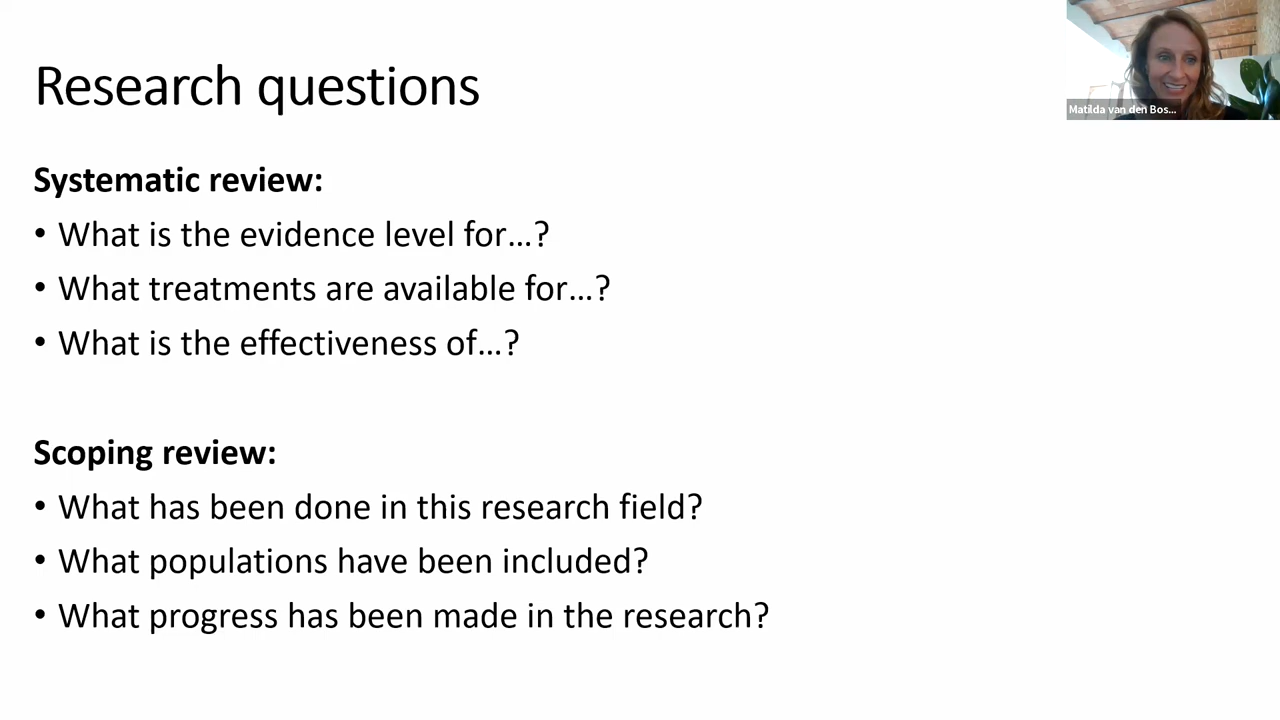 Research questions
Matilda van den Bos...
Systematic review:
• What is the evidence level for...?
• What treatments are available for...?
• What is the effectiveness of...?
Scoping review:
• What has been done in this research field?
• What populations have been included?
• What progress has been made in the research?